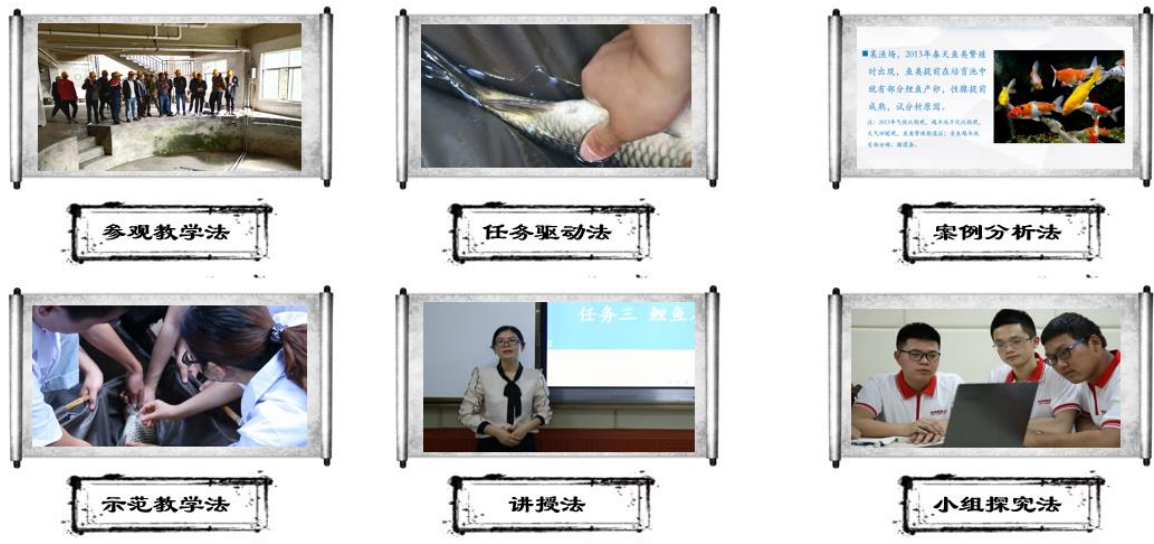 ■某渔场，2013年春天鱼类繁殖
时出现，鱼类提前在培育池中
就有部分鲤鱼产卵，性腺提前
成熟，试分析原因。
参观教学法
任务驱动法
案例分析法
任务三 鲤鱼
示范教学法
讲授法
小组探究法